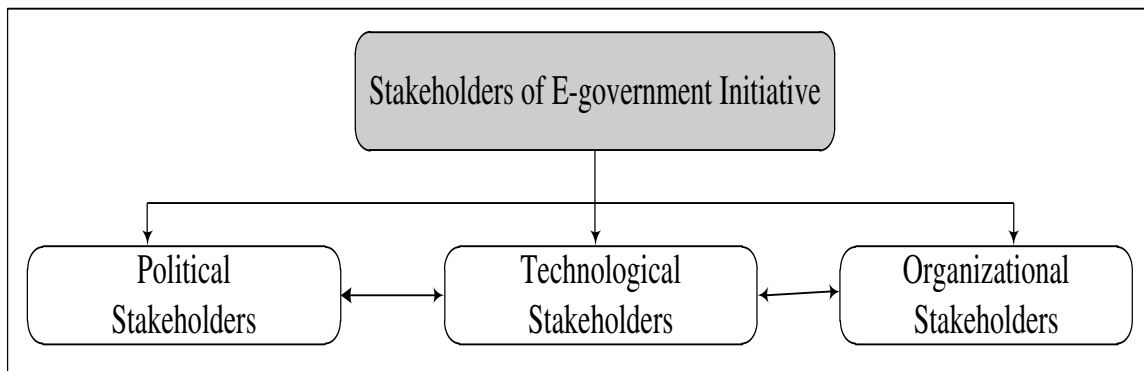 Stakeholders of E-government Initiative
Political
Stakeholders
Technological
Stakeholders
Organizational
Stakeholders